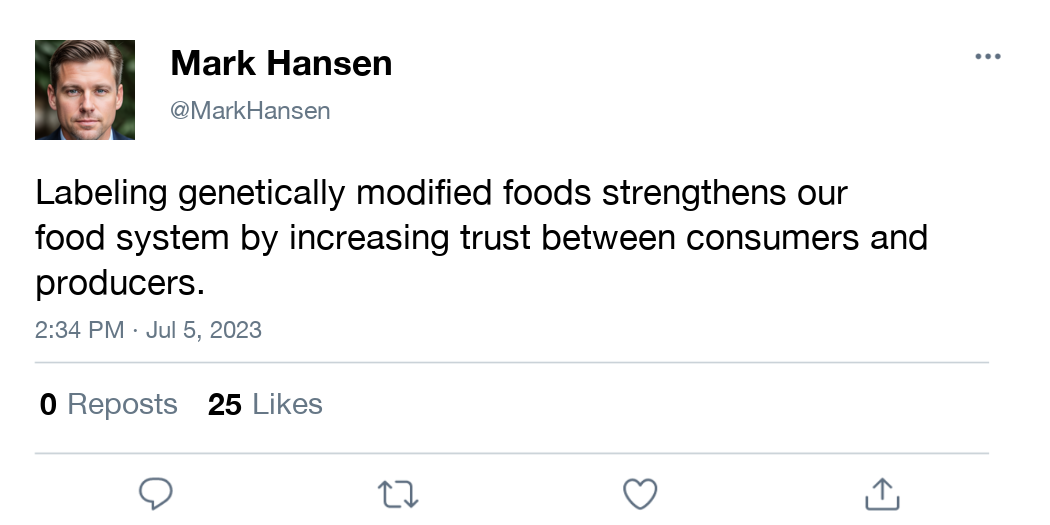 Mark Hansen
@MarkHansen
Labeling genetically modified foods strengthens our
food system by increasing trust between consumers and
producers.
2:34 PM · Jul 5, 2023
0 Reposts 25 Likes